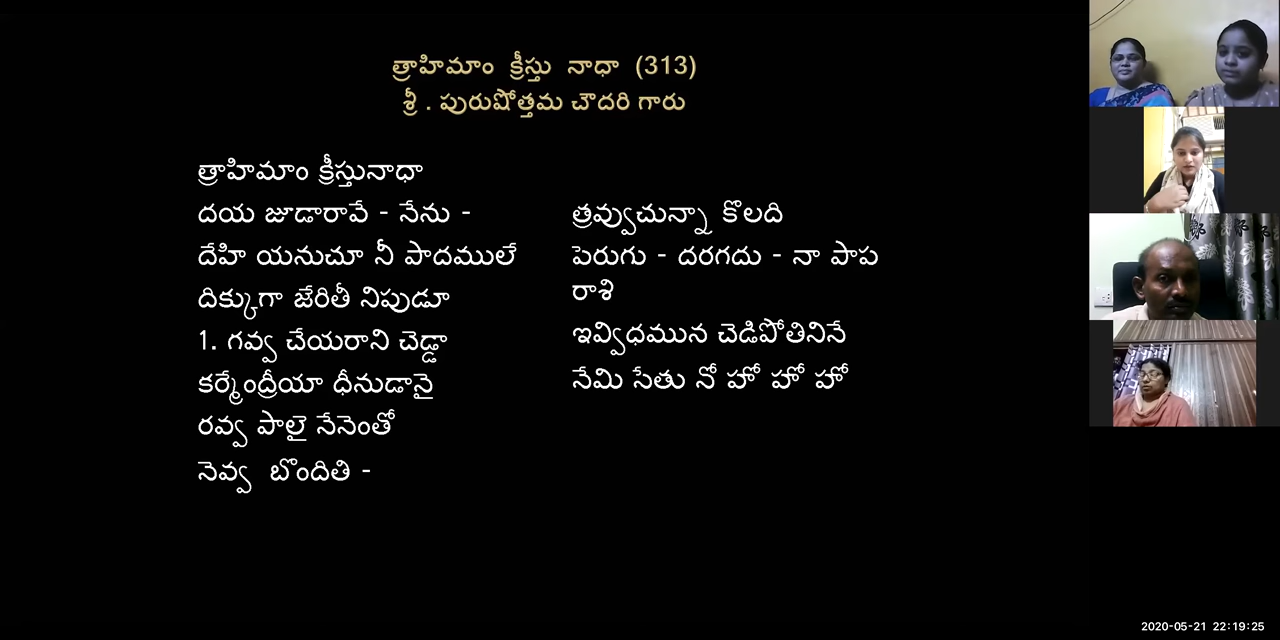 త్రాహిమాం క్రీస్తు నాధా (313)
శ్రీ . పురుషోత్తమ చౌదరి గారు
త్రాహిమాం క్రీస్తునాధా
దయ జూడారావే - నేను -
దేహి యనుచూ నీ పాదములే
దిక్కుగా జేరితీ నిపుడూ
1. గవ్వ చేయరాని చెడ్డా
కర్మేంద్రీయా ధీనుడానై
రవ్వ పాలై నేనెంతో
నెవ్వ బొందితి -
త్రవ్వుచున్నా కొలది
పెరుగు - దరగదు - నా పాప
రాశి
ఇవ్విధమున చెడిపోతినినే
నేమి సేతు నో హో హో హో
2020-05-21 22:19:25